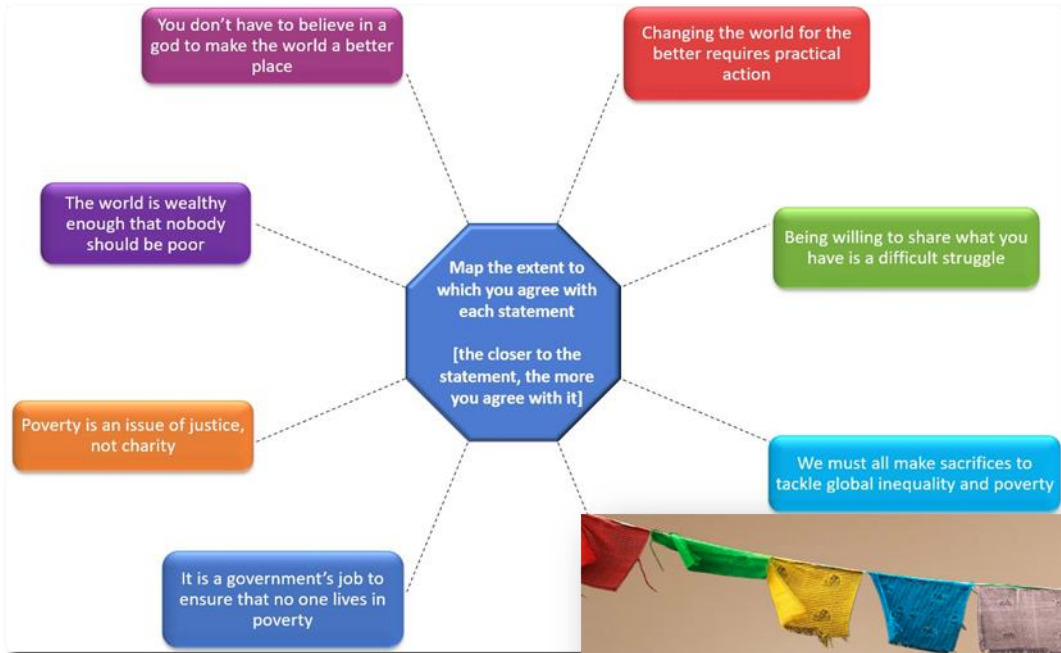 You don’t have to believe in a
god to make the world a better
place
Changing the world for the
better requires practical
action
The world is wealthy
enough that nobody
should be poor
Being willing to share what you
have is a difficult struggle
Map the extent to
which you agree with
each statement
[the closer to the
statement, the more
you agree with it]
Poverty is an issue of justice,
not charity
We must all make sacrifices to
tackle global inequality and poverty
It is a government’s job to
ensure that no one lives in
poverty